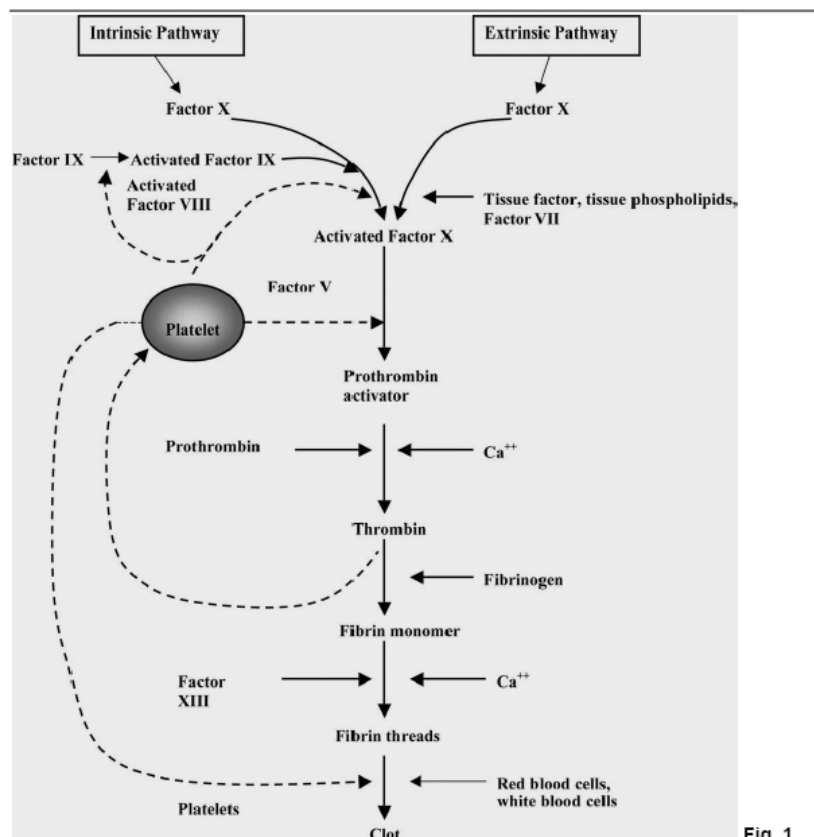 Intrinsic Pathway
Extrinsic Pathway
Factor X
Factor X
Factor IX
Activated Factor IX
Activated
Factor VIII
Tissue factor, tissue phospholipids,
Factor VII
Activated Factor X
Factor V
Platelet
Prothrombin
activator
Prothrombin
Ca++
Thrombin
Fibrinogen
Fibrin monomer
Factor
XIII
Ca++
Fibrin threads
Red blood cells,
white blood cells
Platelets
Clot
Fig. 1